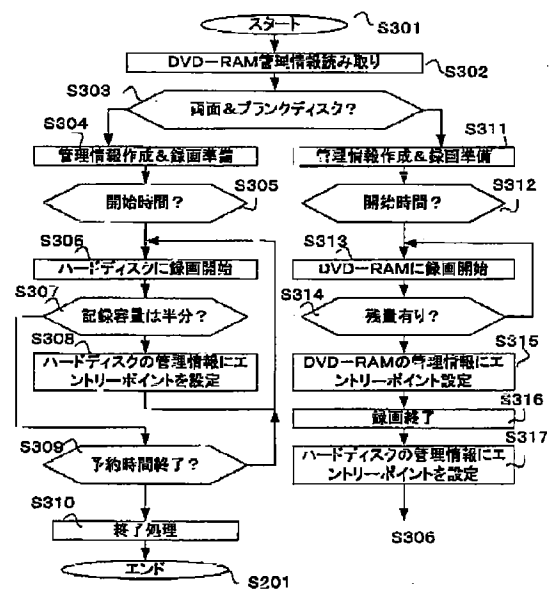 スタート
S301
DVD-RAM管理情報読み取り
S302
S303
両面&ブランクディスク?
S304
管理情報作成&録画準備
S305
開始時間?
S306
ハードディスクに録画開始
S307
記録容量は半分?
S308
ハードディスクの管理情報にエ
ントリーポイントを設定
S309
予約時間終了?
S310
終了処理
エンド
S201
S311
管理情報作成&録画準備
S312
開始時間?
S313
DVD-RAMに録画開始
S314
残量有り?
S315
DVD-RAMの管理情報にエ
ントリーポイント設定
S316
録画終了
S317
ハードディスクの管理情報にエ
ントリーポイントを設定
S306